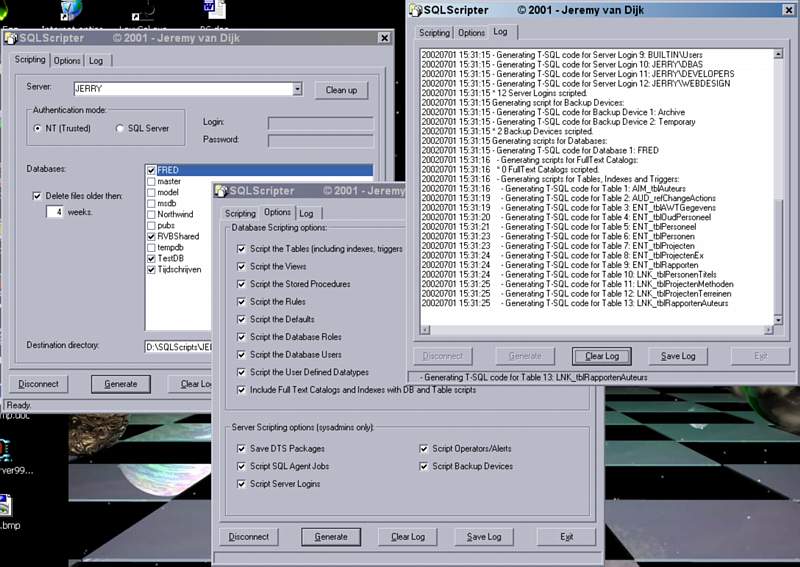 SQLScripter © 2001 - Jeremy van Dijk
Scripting Options Log
Server: JERRY Clean up
Authentication mode:
NT (Trusted) SQL Server
Login:
Password:
Databases:
FRED
master
model
msdb
Northwind
pubs
RVBShared
tempdb
TestDB
Tijdschrijven
Delete files older then:
4 weeks.
Destination directory: D:\SQLScripts\JE
Disconnect Generate Clear Lo
Ready.
SQLScripter © 2001 - Jeremy
Scripting Options Log
Database Scripting options:
Script the Tables (including indexes, triggers
Script the Views
Script the Stored Procedures
Script the Rules
Script the Defaults
Script the Database Roles
Script the Database Users
Script the User Defined Datatypes
Include Full Text Catalogs and Indexes with DB and Table scripts
Server Scripting options (sysadmins only):
Save DTS Packages Script Operators/Alerts
Script SQL Agent Jobs Script Backup Devices
Script Server Logins
Disconnect Generate Clear Log Save Log Exit
SQLScripter © 2001 - Jeremy van Dijk
Scripting Options Log
20020701 15:31:15 - Generating T-SQL code for Server Login 9: BUILTIN\Users
20020701 15:31:15 - Generating T-SQL code for Server Login 10: JERRY\DBAS
20020701 15:31:15 - Generating T-SQL code for Server Login 11: JERRY\DEVELOPERS
20020701 15:31:15 - Generating T-SQL code for Server Login 12: JERRY\WEBDESIGN
20020701 15:31:15 * 12 Server Logins scripted.
20020701 15:31:15 Generating script for Backup Devices:
20020701 15:31:15 - Generating T-SQL code for Backup Device 1: Archive
20020701 15:31:15 - Generating T-SQL code for Backup Device 2: Temporary
20020701 15:31:15 * 2 Backup Devices scripted.
20020701 15:31:15 Generating scripts for Databases:
20020701 15:31:15 - Generating T-SQL code for Database 1: FRED
20020701 15:31:16 - Generating scripts for FullText Catalogs:
20020701 15:31:16 * 0 FullText Catalogs scripted.
20020701 15:31:16 - Generating scripts for Tables, Indexes and Triggers:
20020701 15:31:16 - Generating T-SQL code for Table 1: AIM_tblAuteurs
20020701 15:31:19 - Generating T-SQL code for Table 2: AUD_refChangeActions
20020701 15:31:19 - Generating T-SQL code for Table 3: ENT_tblAWTGegevens
20020701 15:31:20 - Generating T-SQL code for Table 4: ENT_tblOudPersoneel
20020701 15:31:21 - Generating T-SQL code for Table 5: ENT_tblPersoneel
20020701 15:31:23 - Generating T-SQL code for Table 6: ENT_tblPersonen
20020701 15:31:23 - Generating T-SQL code for Table 7: ENT_tblProjecten
20020701 15:31:24 - Generating T-SQL code for Table 8: ENT_tblProjectenEx
20020701 15:31:24 - Generating T-SQL code for Table 9: ENT_tblRapporten
20020701 15:31:24 - Generating T-SQL code for Table 10: LNK_tblPersonenTitels
20020701 15:31:25 - Generating T-SQL code for Table 11: LNK_tblProjectenMethoden
20020701 15:31:25 - Generating T-SQL code for Table 12: LNK_tblProjectenTerreinen
20020701 15:31:25 - Generating T-SQL code for Table 13: LNK_tblRapportenAuteurs
Disconnect Generate Clear Log Save Log Exit
- Generating T-SQL code for Table 13: LNK_tblRapportenAuteurs
erver99...
.bmp